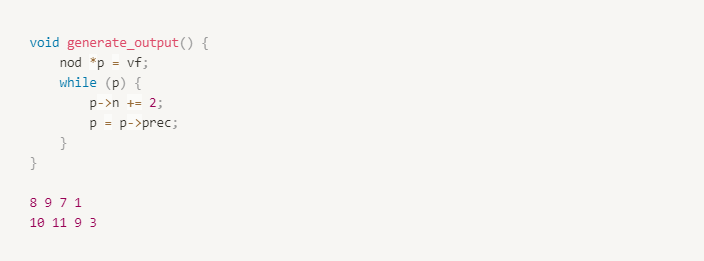 void generate_output() {
    nod *p = vf;
    while (p) {
        p->n += 2;
        p = p->prec;
    }
}

8 9 7 1
10 11 9 3